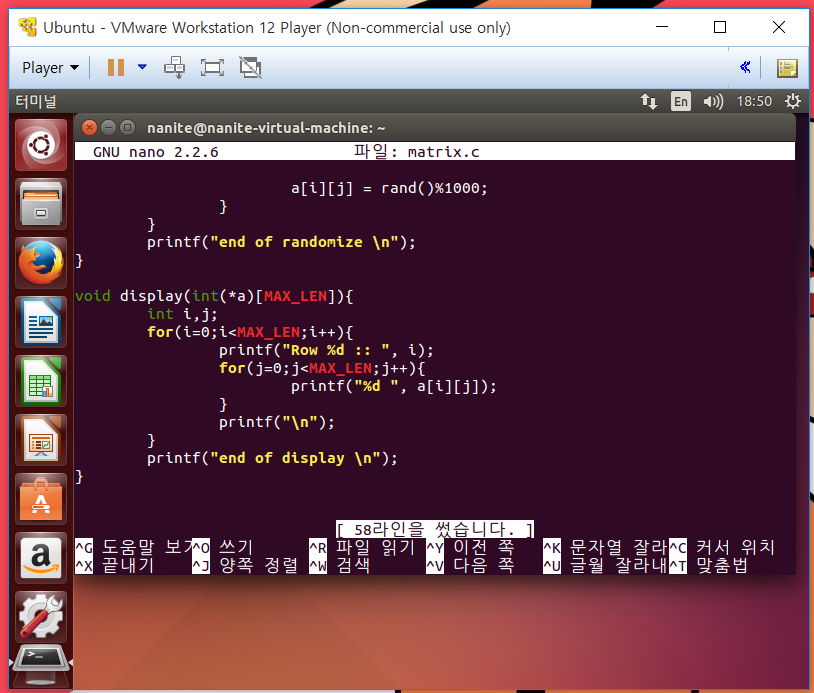 Ubuntu - VMware Workstation 12 Player (Non-commercial use only)
Player
터미널 En 18:50
nanite@nanite-virtual-machine: ~
GNU nano 2.2.6 파일: matrix.c
a[i][j] = rand()%1000;
}
}
printf("end of randomize \n");
}
void display(int(*a)[MAX_LEN]){
int i,j;
for(i=0;i<MAX_LEN;i++){
printf("Row %d :: ", i);
for(j=0;j<MAX_LEN;j++){
printf("%d ", a[i][j]);
}
printf("\n");
}
printf("end of display \n");
}
[ 58라인을 썼습니다. ]
^G 도움말 보기 ^O 쓰기 ^R 파일 읽기 ^Y 이전 쪽 ^K 문자열 잘라 ^C 커서 위치
^X 끝내기 ^J 양쪽 정렬 ^W 검색 ^V 다음 쪽 ^U 글월 잘라내 ^T 맞춤법